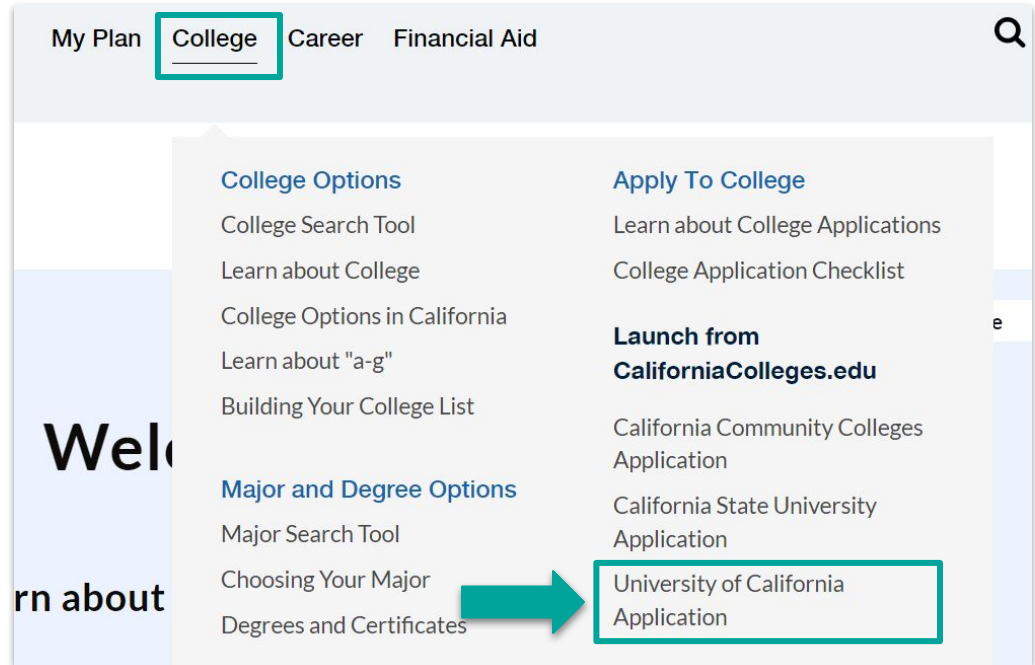 My Plan College Career Financial Aid
College Options
College Search Tool
Learn about College
College Options in California
Learn about "a-g"
Building Your College List
Major and Degree Options
Major Search Tool
Choosing Your Major
Degrees and Certificates
Apply To College
Learn about College Applications
College Application Checklist
Launch from
CaliforniaColleges.edu
California Community Colleges
Application
California State University
Application
University of California
Application
about